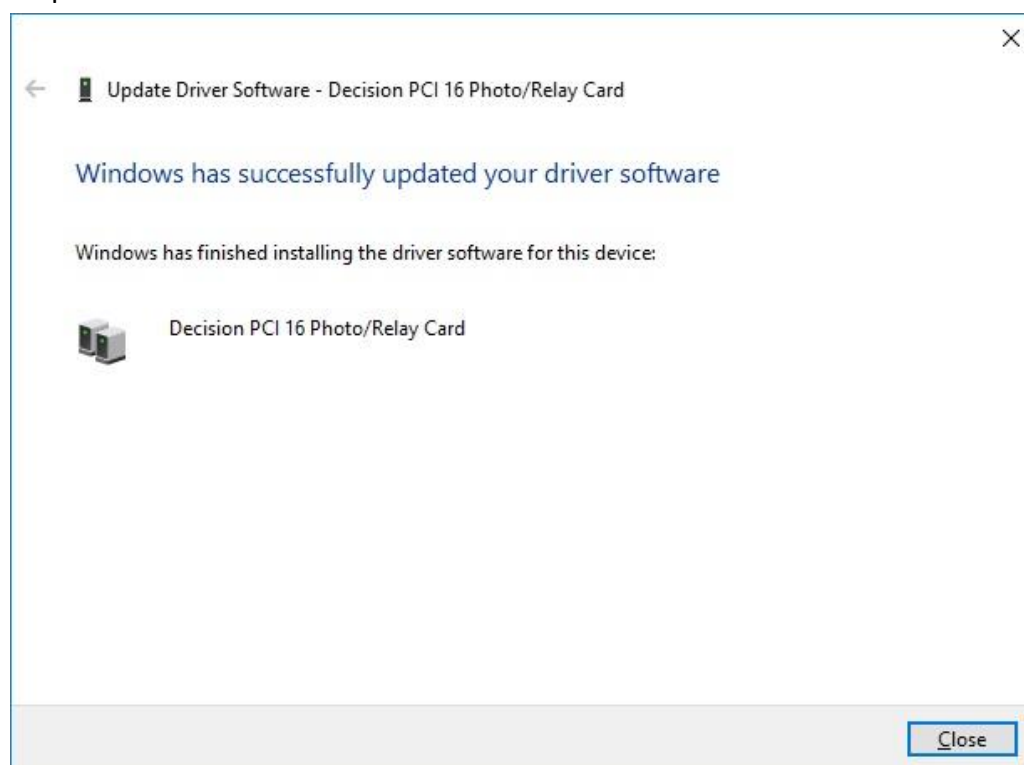 Update Driver Software - Decision PCI 16 Photo/Relay Card
Windows has successfully updated your driver software
Windows has finished installing the driver software for this device:
Decision PCI 16 Photo/Relay Card
Close